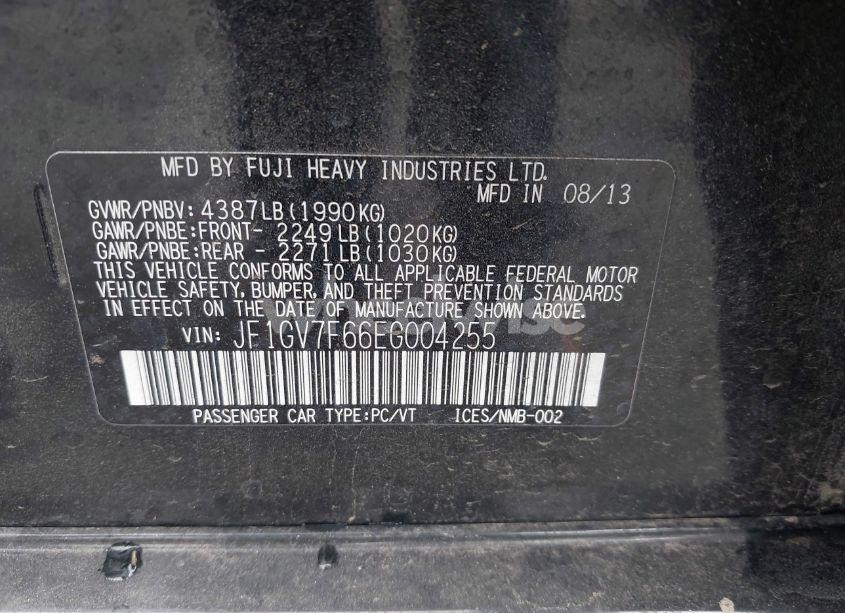 MFD BY FUJI HEAVY INDUSTRIES LTD.
MFD IN 08/13
GVWR/PNBV: 4387LB(1990KG)
GAWR/PNBE:FRONT- 2249LB(1020KG)
GAWR/PNBE:REAR - 2271LB(1030KG)
THIS VEHICLE CONFORMS TO ALL APPLICABLE FEDERAL MOTOR
VEHICLE SAFETY, BUMPER, AND THEFT PREVENTION STANDARDS
IN EFFECT ON THE DATE OF MANUFACTURE SHOWN ABOVE.
VIN: JF1GV7F66EG004255
PASSENGER CAR TYPE:PC/VT ICES/NMB-002